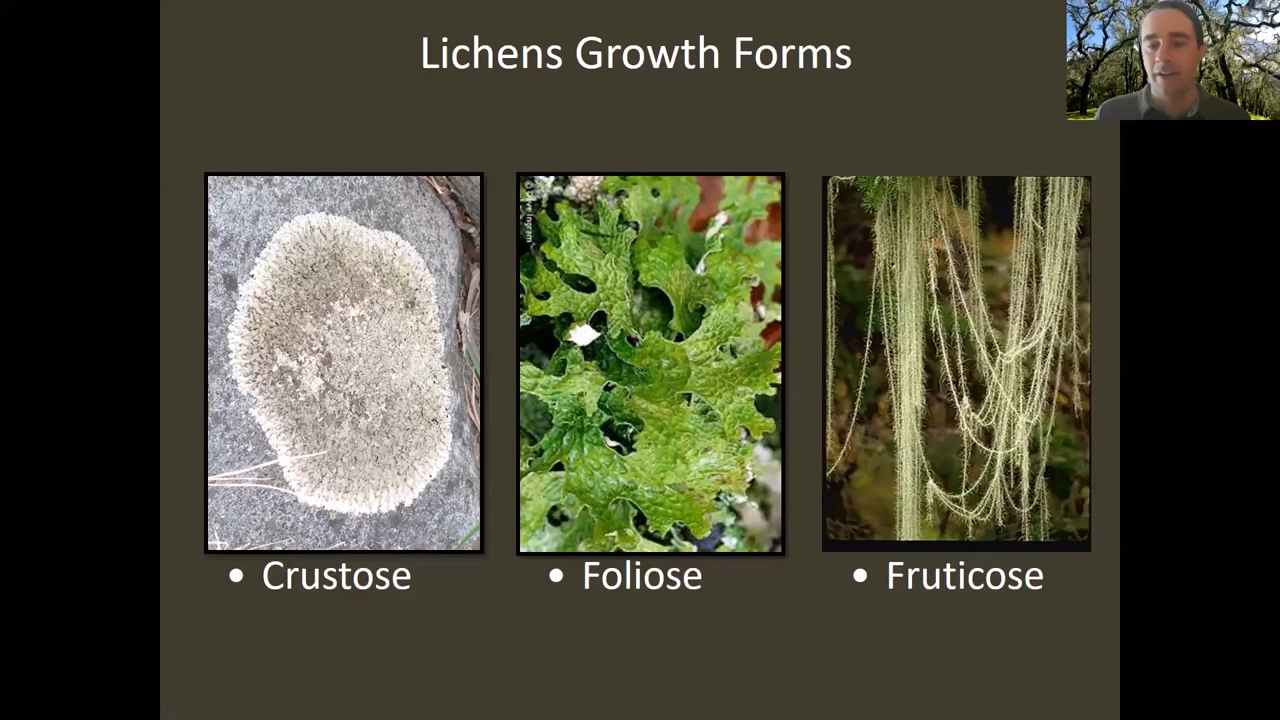 Lichens Growth Forms
• Crustose
• Foliose
• Fruticose